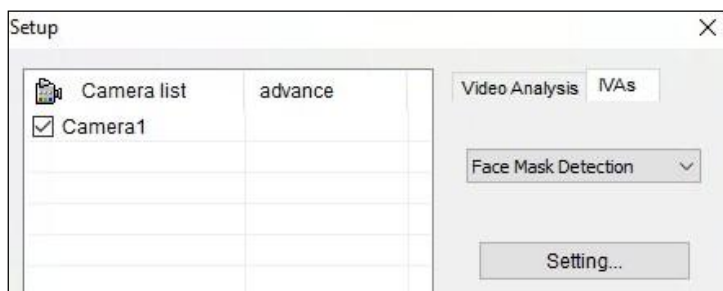 Setup
Camera list advance
Camera1
Video Analysis IVAs
Face Mask Detection
Setting...